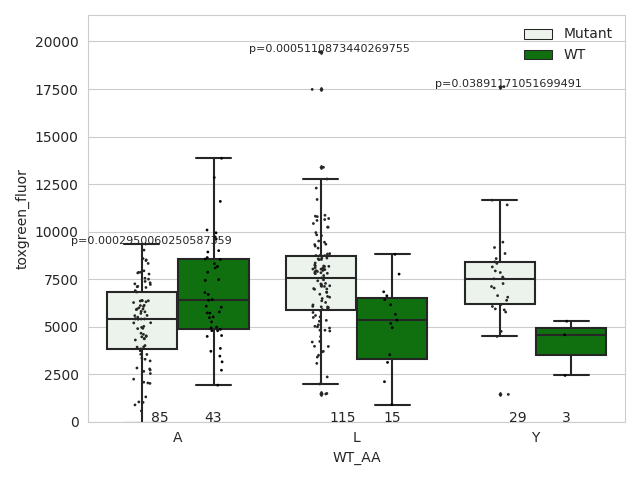 20000
17500
15000
12500
10000
7500
5000
2500
0
toxgreen_fluor
Mutant
WT
p=0.0005110873440269755
p=0.03891171051699491
p=0.0002950060250587359
85 43 115 15 29 3
A L Y
WT_AA